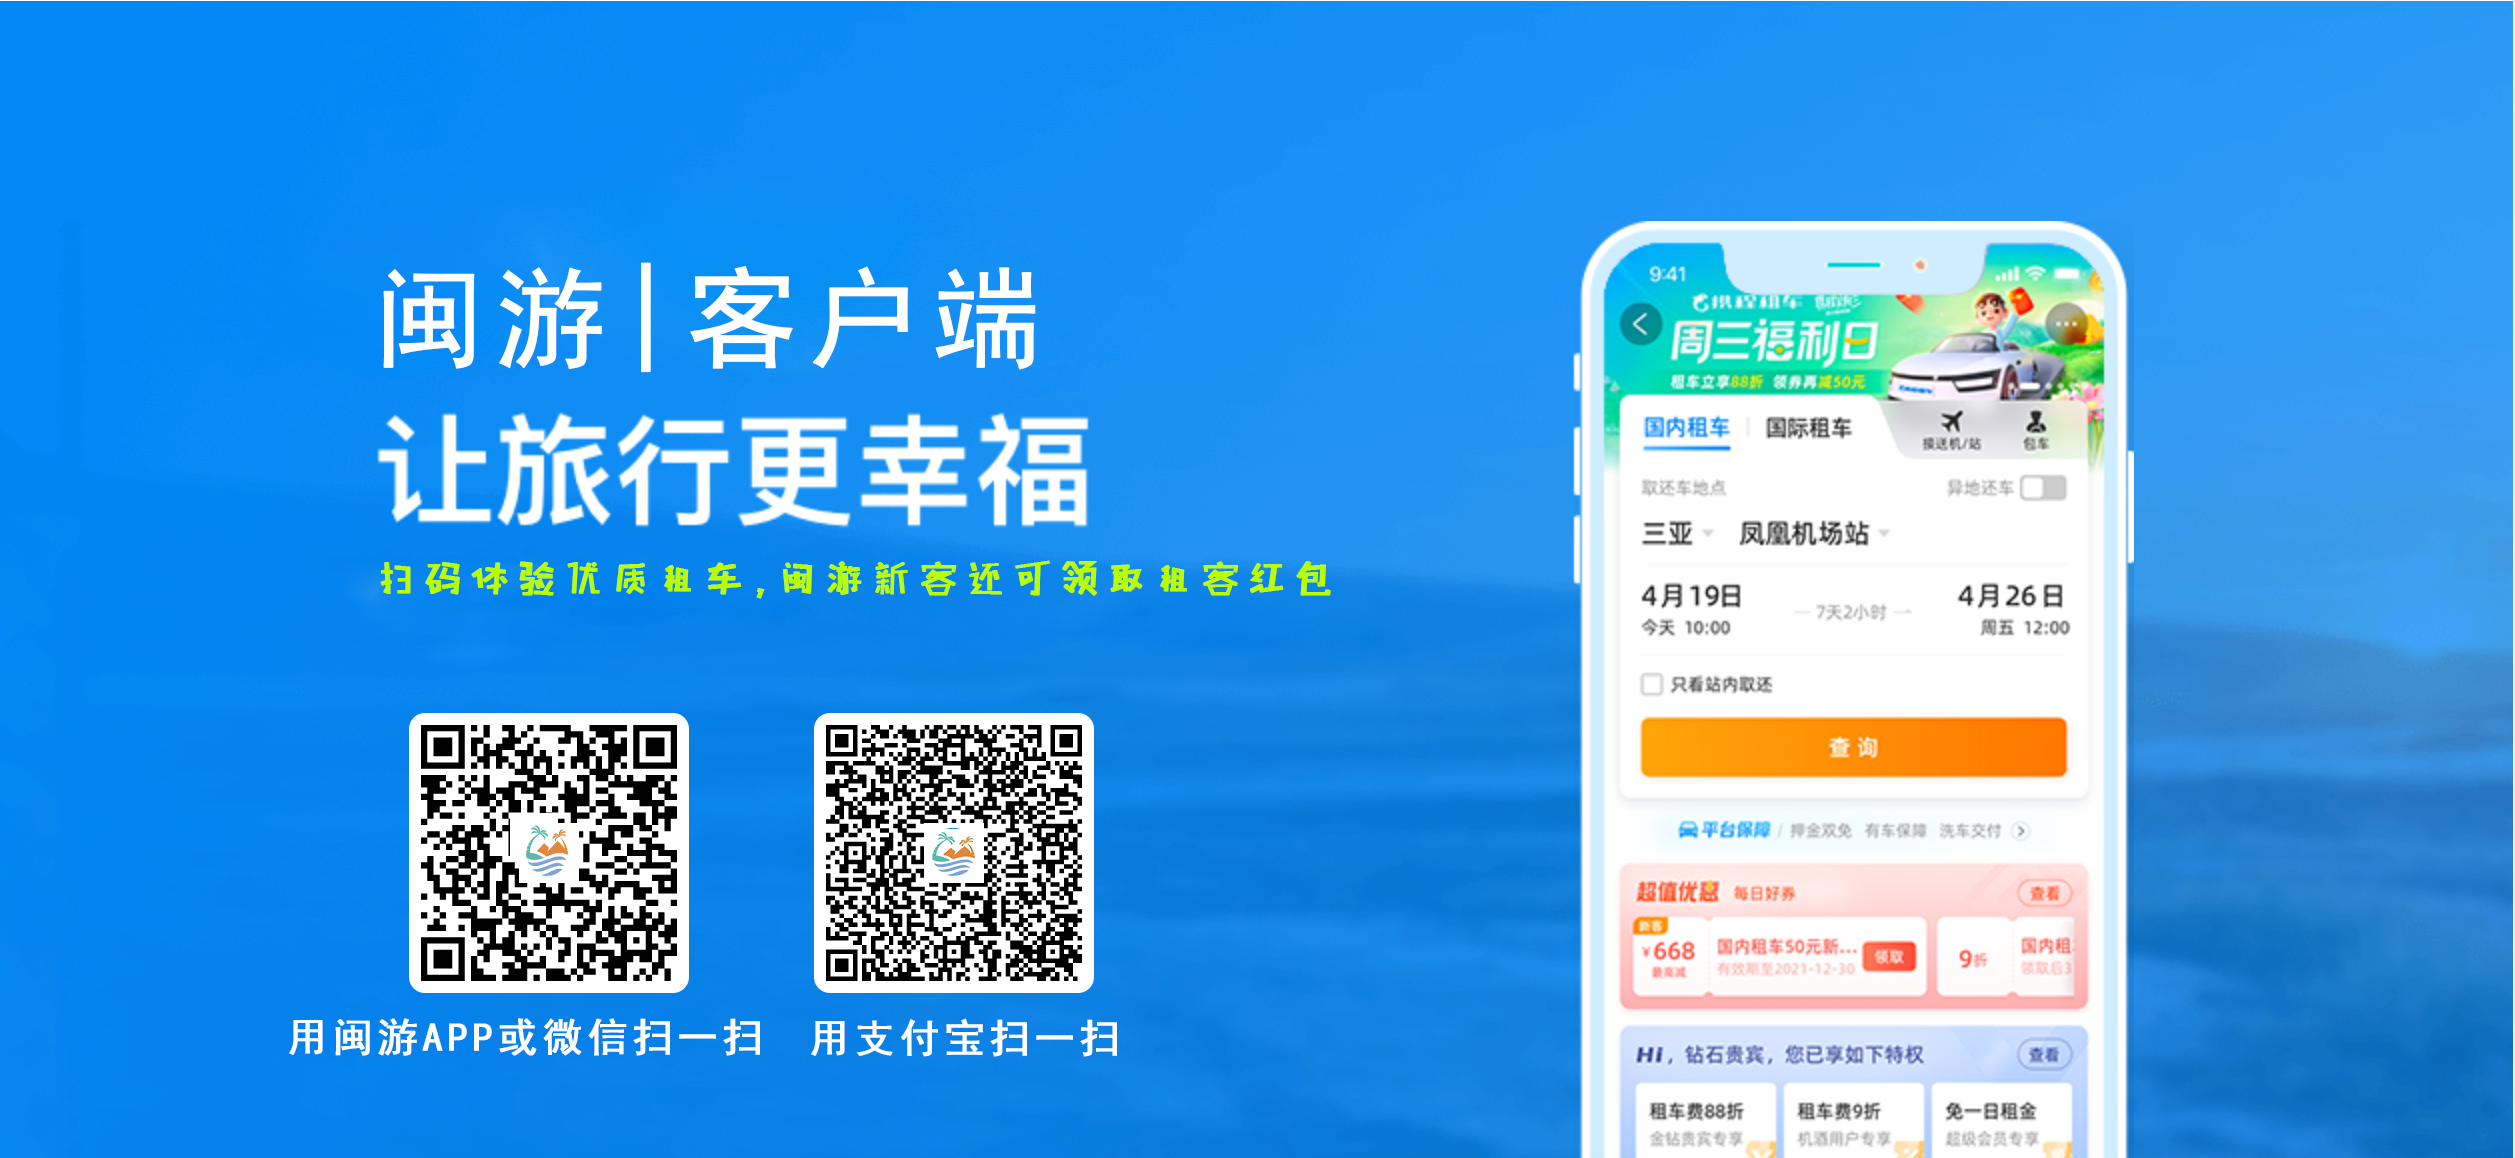 闽游|客户端
让旅行更幸福
扫码体验优质租车,闽游新客还可领取租客红包
用闽游APP或微信扫一扫
用支付宝扫一扫
9:41
携程租车
周三福利日
租车立享88折 领券再减50元
国内租车
国际租车
接送机/站
包车
取还车地点
异地还车
三亚
凤凰机场站
4月19日
7天2小时
4月26日
今天 10:00
周五 12:00
只看站内取还
查询
平台保障 / 押金双免 有车保障 洗车交付
超值优惠 每日好券
查看
新客
¥668
最高减
国内租车50元新...
有效期至2021-12-30
领取
9折
国内租
领取后3
Hi，钻石贵宾，您已享如下特权
查看
租车费88折
金钻贵宾专享
租车费9折
机酒用户专享
免一日租金
超级会员专享